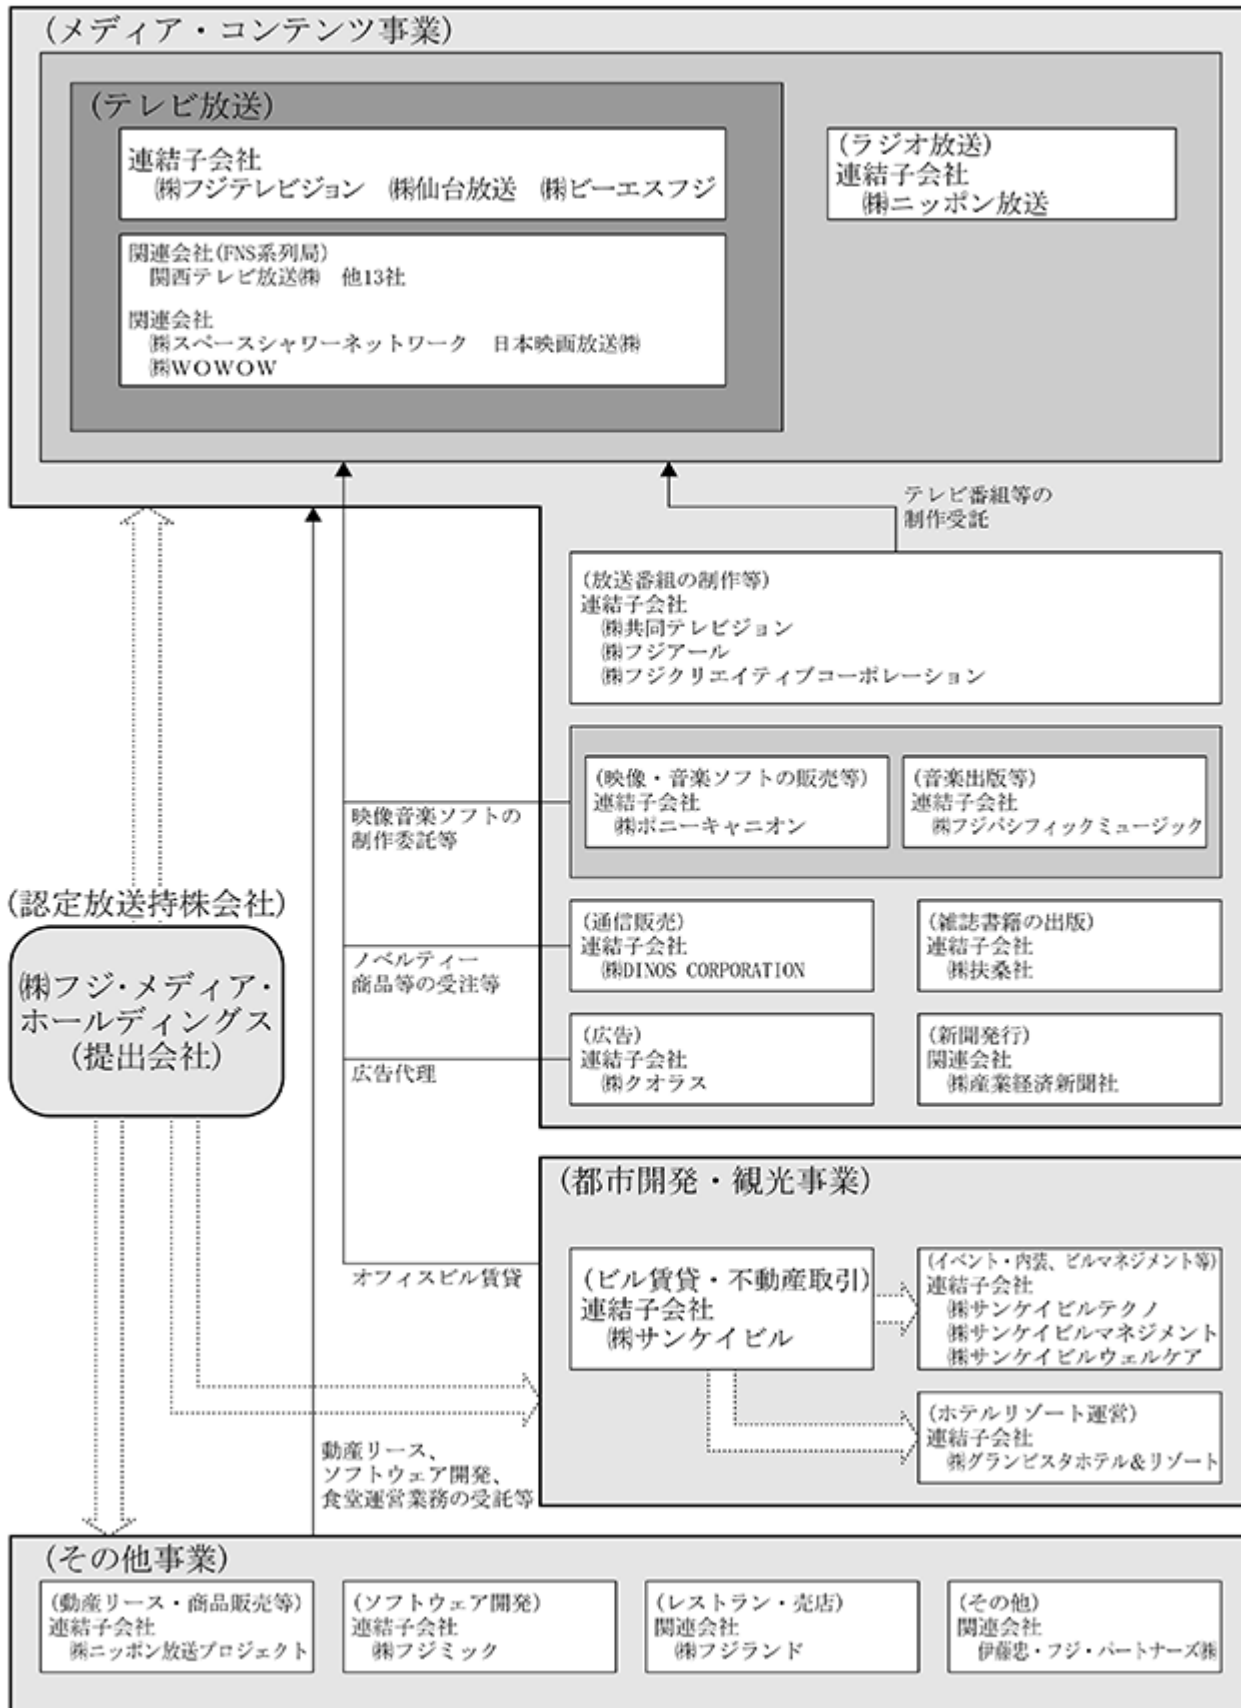 (メディア・コンテンツ事業)
(テレビ放送)
連結子会社
㈱フジテレビジョン　㈱仙台放送　㈱ビーエスフジ
(ラジオ放送)
連結子会社
㈱ニッポン放送
関連会社(FNS系列局)
関西テレビ放送㈱　他13社
関連会社
㈱スペースシャワーネットワーク　日本映画放送㈱
㈱WOWOW
テレビ番組等の
制作受託
(放送番組の制作等)
連結子会社
㈱共同テレビジョン
㈱フジアール
㈱フジクリエイティブコーポレーション
(映像・音楽ソフトの販売等)
連結子会社
㈱ポニーキャニオン
(音楽出版等)
連結子会社
㈱フジパシフィックミュージック
映像音楽ソフトの
制作委託等
(認定放送持株会社)
㈱フジ・メディア・
ホールディングス
(提出会社)
(通信販売)
連結子会社
㈱DINOS CORPORATION
(雑誌書籍の出版)
連結子会社
㈱扶桑社
ノベルティー
商品等の受注等
(広告)
連結子会社
㈱クオラス
(新聞発行)
関連会社
㈱産業経済新聞社
広告代理
(都市開発・観光事業)
オフィスビル賃貸
(ビル賃貸・不動産取引)
連結子会社
㈱サンケイビル
(イベント・内装、ビルマネジメント等)
連結子会社
㈱サンケイビルテクノ
㈱サンケイビルマネジメント
㈱サンケイビルウェルケア
(ホテルリゾート運営)
連結子会社
㈱グランビスタホテル&リゾート
動産リース、
ソフトウェア開発、
食堂運営業務の受託等
(その他事業)
(動産リース・商品販売等)
連結子会社
㈱ニッポン放送プロジェクト
(ソフトウェア開発)
連結子会社
㈱フジミック
(レストラン・売店)
関連会社
㈱フジランド
(その他)
関連会社
伊藤忠・フジ・パートナーズ㈱